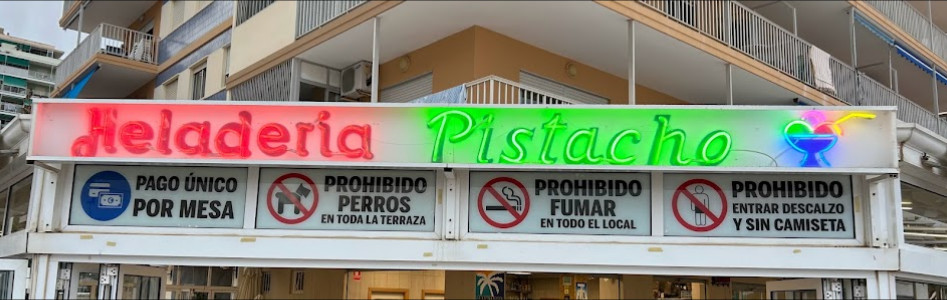 Heladería Pistacho
PAGO ÚNICO
POR MESA
PROHIBIDO
PERROS
EN TODA LA TERRAZA
PROHIBIDO
FUMAR
EN TODO EL LOCAL
PROHIBIDO
ENTRAR DESCALZO
Y SIN CAMISETA